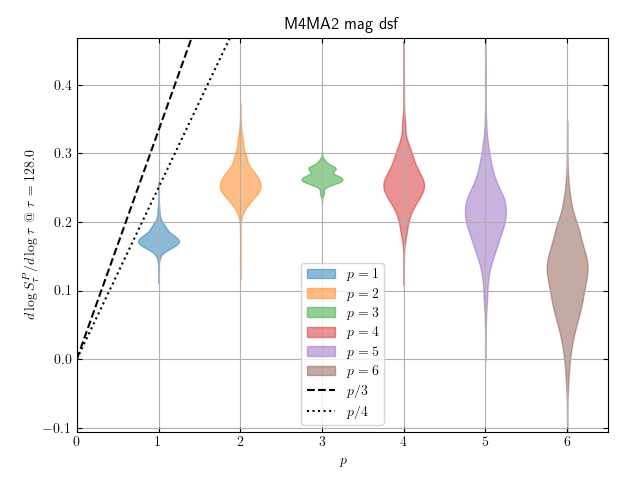 M4MA2 mag dsf
d log S_τ^P / d log τ @ τ = 128.0
0.4
0.3
0.2
0.1
0.0
−0.1
p = 1
p = 2
p = 3
p = 4
p = 5
p = 6
p/3
p/4
0 1 2 3 4 5 6
p